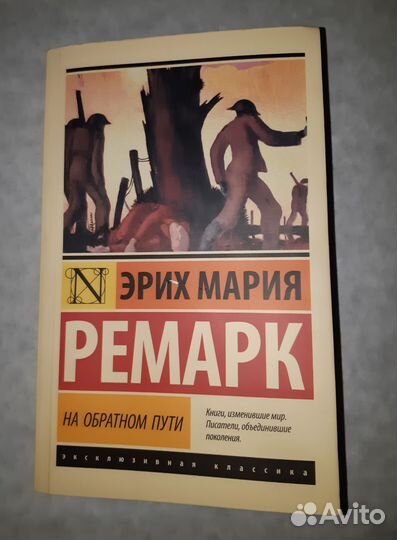 N
ЭРИХ МАРИЯ
РЕМАРК
НА ОБРАТНОМ ПУТИ
Книги, изменившие мир.
Писатели, объединившие
поколения.
ЭКСКЛЮЗИВНАЯ КЛАССИКА
Avito